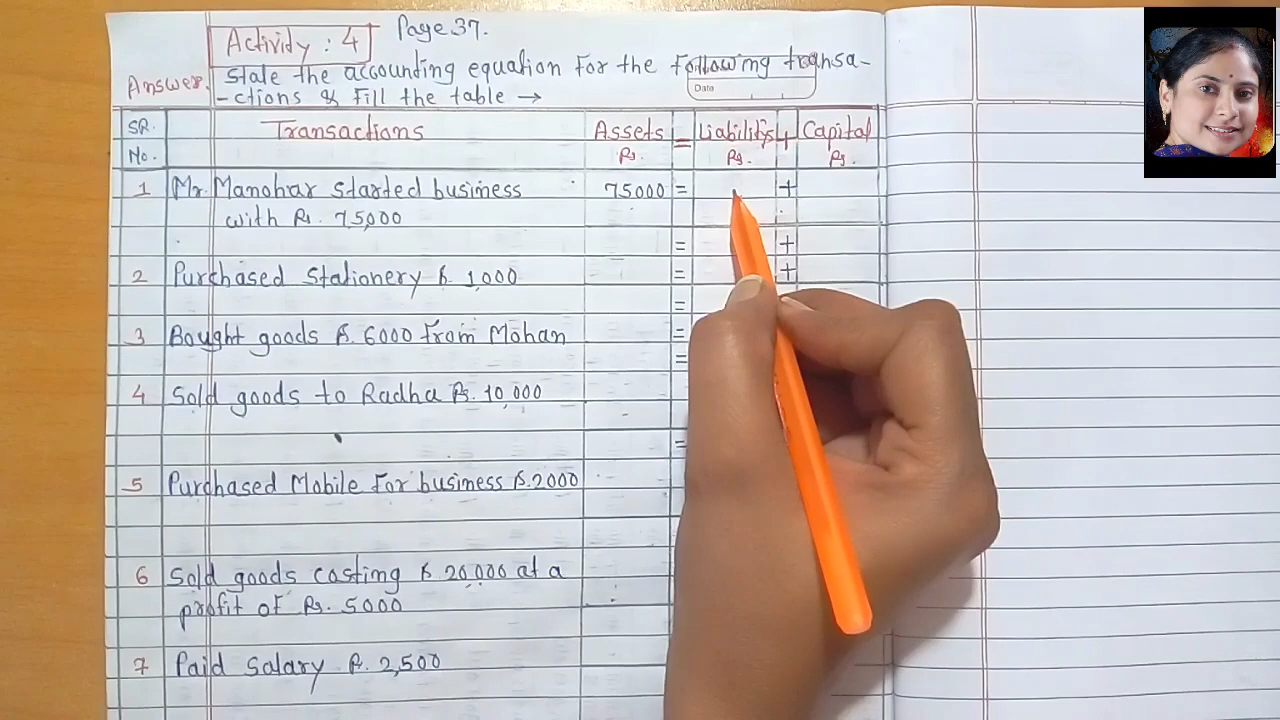 Activity : 4 Page 37.
Answer. State the accounting equation for the following transa-
-ctions & fill the table →
Date
SR. No. Transactions Assets Rs. = Liabilitys Rs. + Capital Rs.
1 Mr. Manohar started business 75000 = +
with Rs. 75,000
= +
2 Purchased Stationery Rs. 1,000 = +
=
3 Bought goods Rs. 6000 from Mohan =
=
4 Sold goods to Radha Rs. 10,000
=
5 Purchased Mobile for business Rs. 2000
6 Sold goods costing Rs. 20,000 at a
profit of Rs. 5000
7 Paid Salary Rs. 2,500